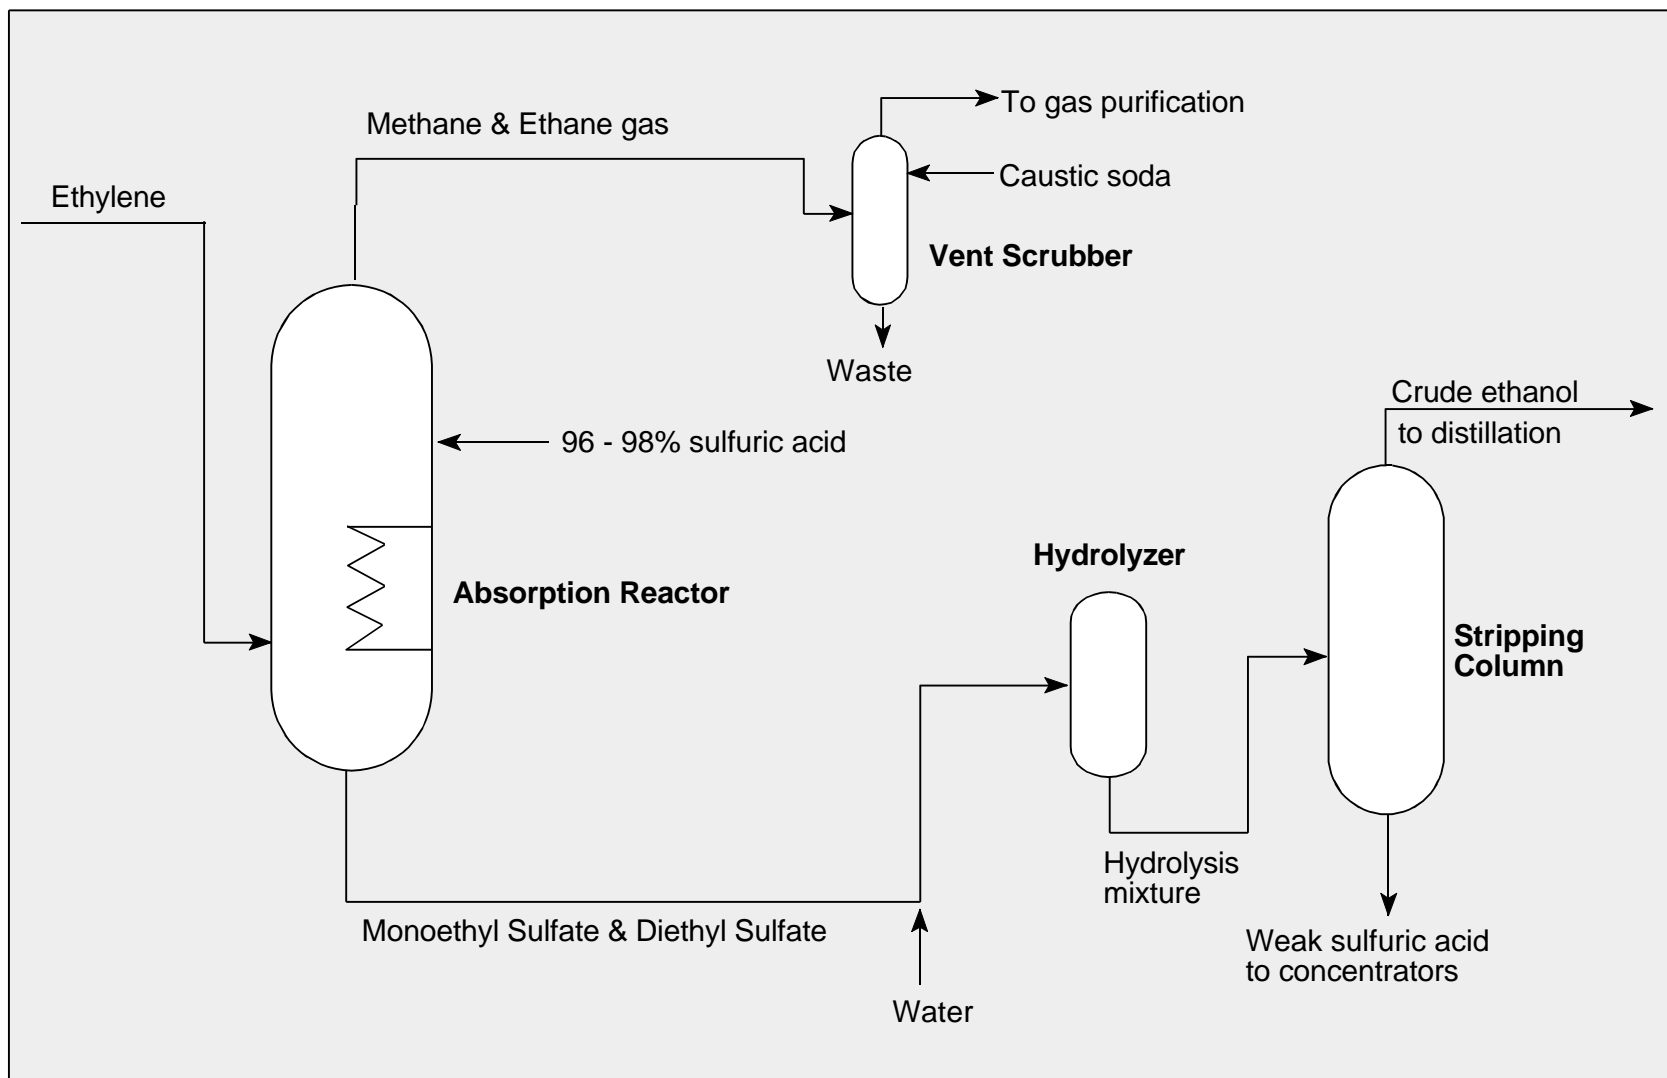 To gas purification
Methane & Ethane gas
Caustic soda
Ethylene
Vent Scrubber
Waste
Crude ethanol
to distillation
96 - 98% sulfuric acid
Hydrolyzer
Absorption Reactor
Stripping
Column
Hydrolysis
mixture
Monoethyl Sulfate & Diethyl Sulfate
Weak sulfuric acid
to concentrators
Water